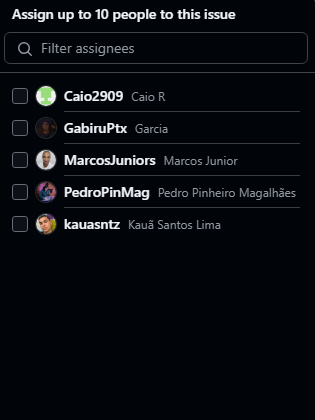 Assign up to 10 people to this issue
Filter assignees
Caio2909 Caio R
GabiruPtx Garcia
MarcosJuniors Marcos Junior
PedroPinMag Pedro Pinheiro Magalhães
kauasntz Kauã Santos Lima